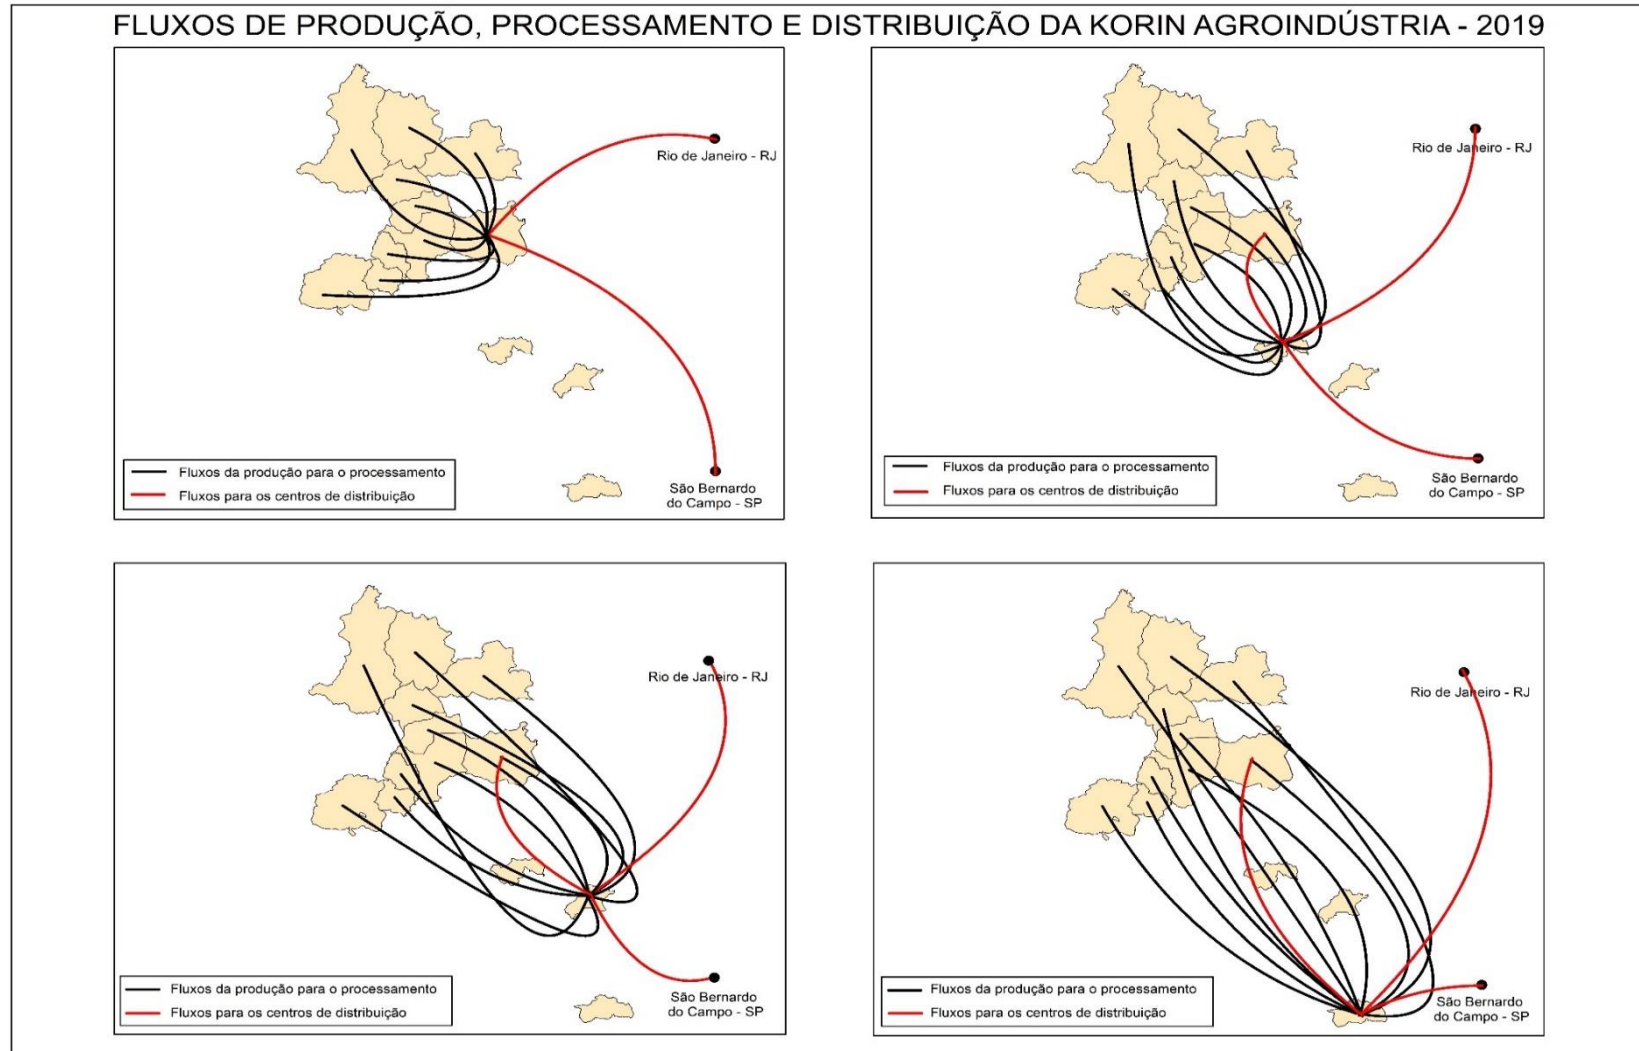 FLUXOS DE PRODUÇÃO, PROCESSAMENTO E DISTRIBUIÇÃO DA KORIN AGROINDÚSTRIA - 2019
Rio de Janeiro - RJ
Fluxos da produção para o processamento
Fluxos para os centros de distribuição
São Bernardo
do Campo - SP
Rio de Janeiro - RJ
Fluxos da produção para o processamento
Fluxos para os centros de distribuição
São Bernardo
do Campo - SP
Rio de Janeiro - RJ
Fluxos da produção para o processamento
Fluxos para os centros de distribuição
São Bernardo
do Campo - SP
Rio de Janeiro - RJ
Fluxos da produção para o processamento
Fluxos para os centros de distribuição
São Bernardo
do Campo - SP